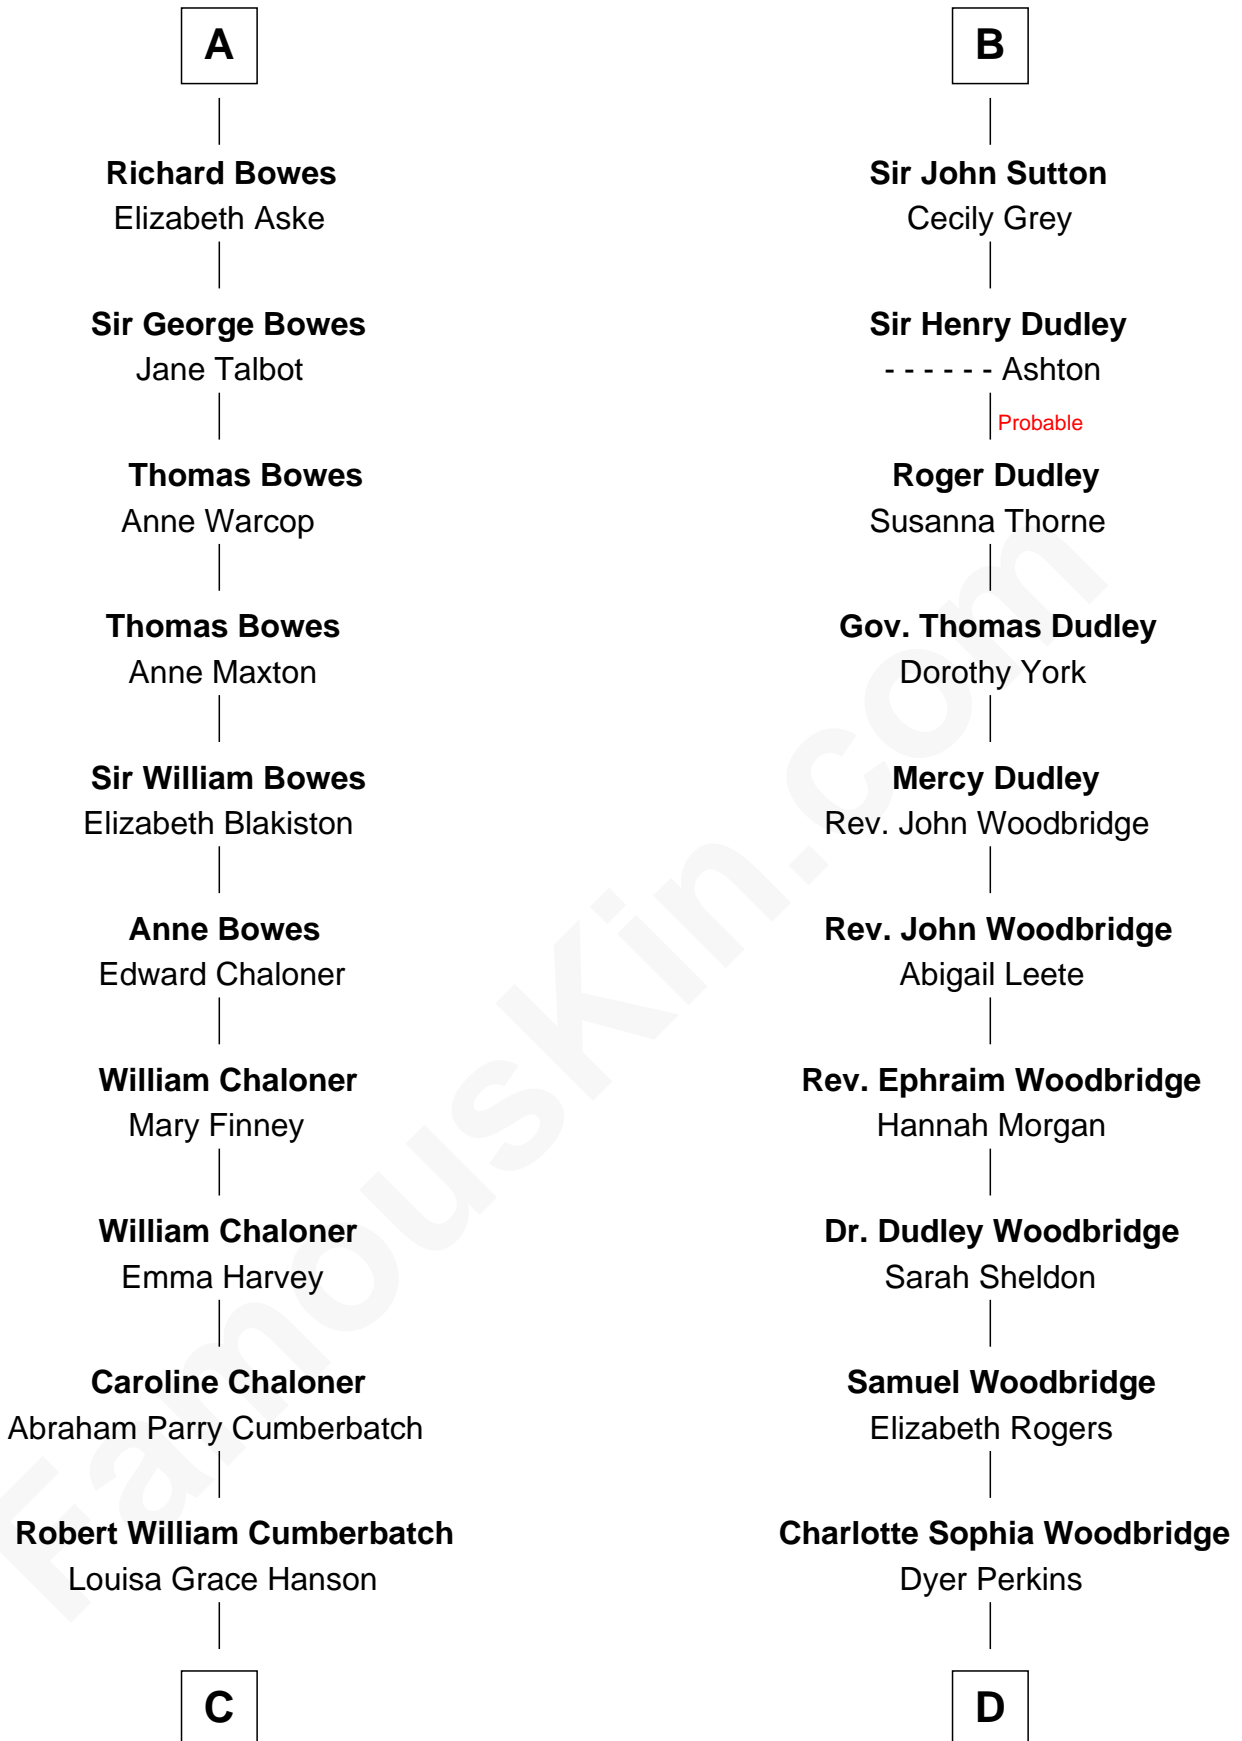 A
Richard Bowes
Elizabeth Aske
Sir George Bowes
Jane Talbot
Thomas Bowes
Anne Warcop
Thomas Bowes
Anne Maxton
Sir William Bowes
Elizabeth Blakiston
Anne Bowes
Edward Chaloner
William Chaloner
Mary Finney
William Chaloner
Emma Harvey
Caroline Chaloner
Abraham Parry Cumberbatch
Robert William Cumberbatch
Louisa Grace Hanson
C
B
Sir John Sutton
Cecily Grey
Sir Henry Dudley
- - - - - - Ashton
Probable
Roger Dudley
Susanna Thorne
Gov. Thomas Dudley
Dorothy York
Mercy Dudley
Rev. John Woodbridge
Rev. John Woodbridge
Abigail Leete
Rev. Ephraim Woodbridge
Hannah Morgan
Dr. Dudley Woodbridge
Sarah Sheldon
Samuel Woodbridge
Elizabeth Rogers
Charlotte Sophia Woodbridge
Dyer Perkins
D
FamousKin.com